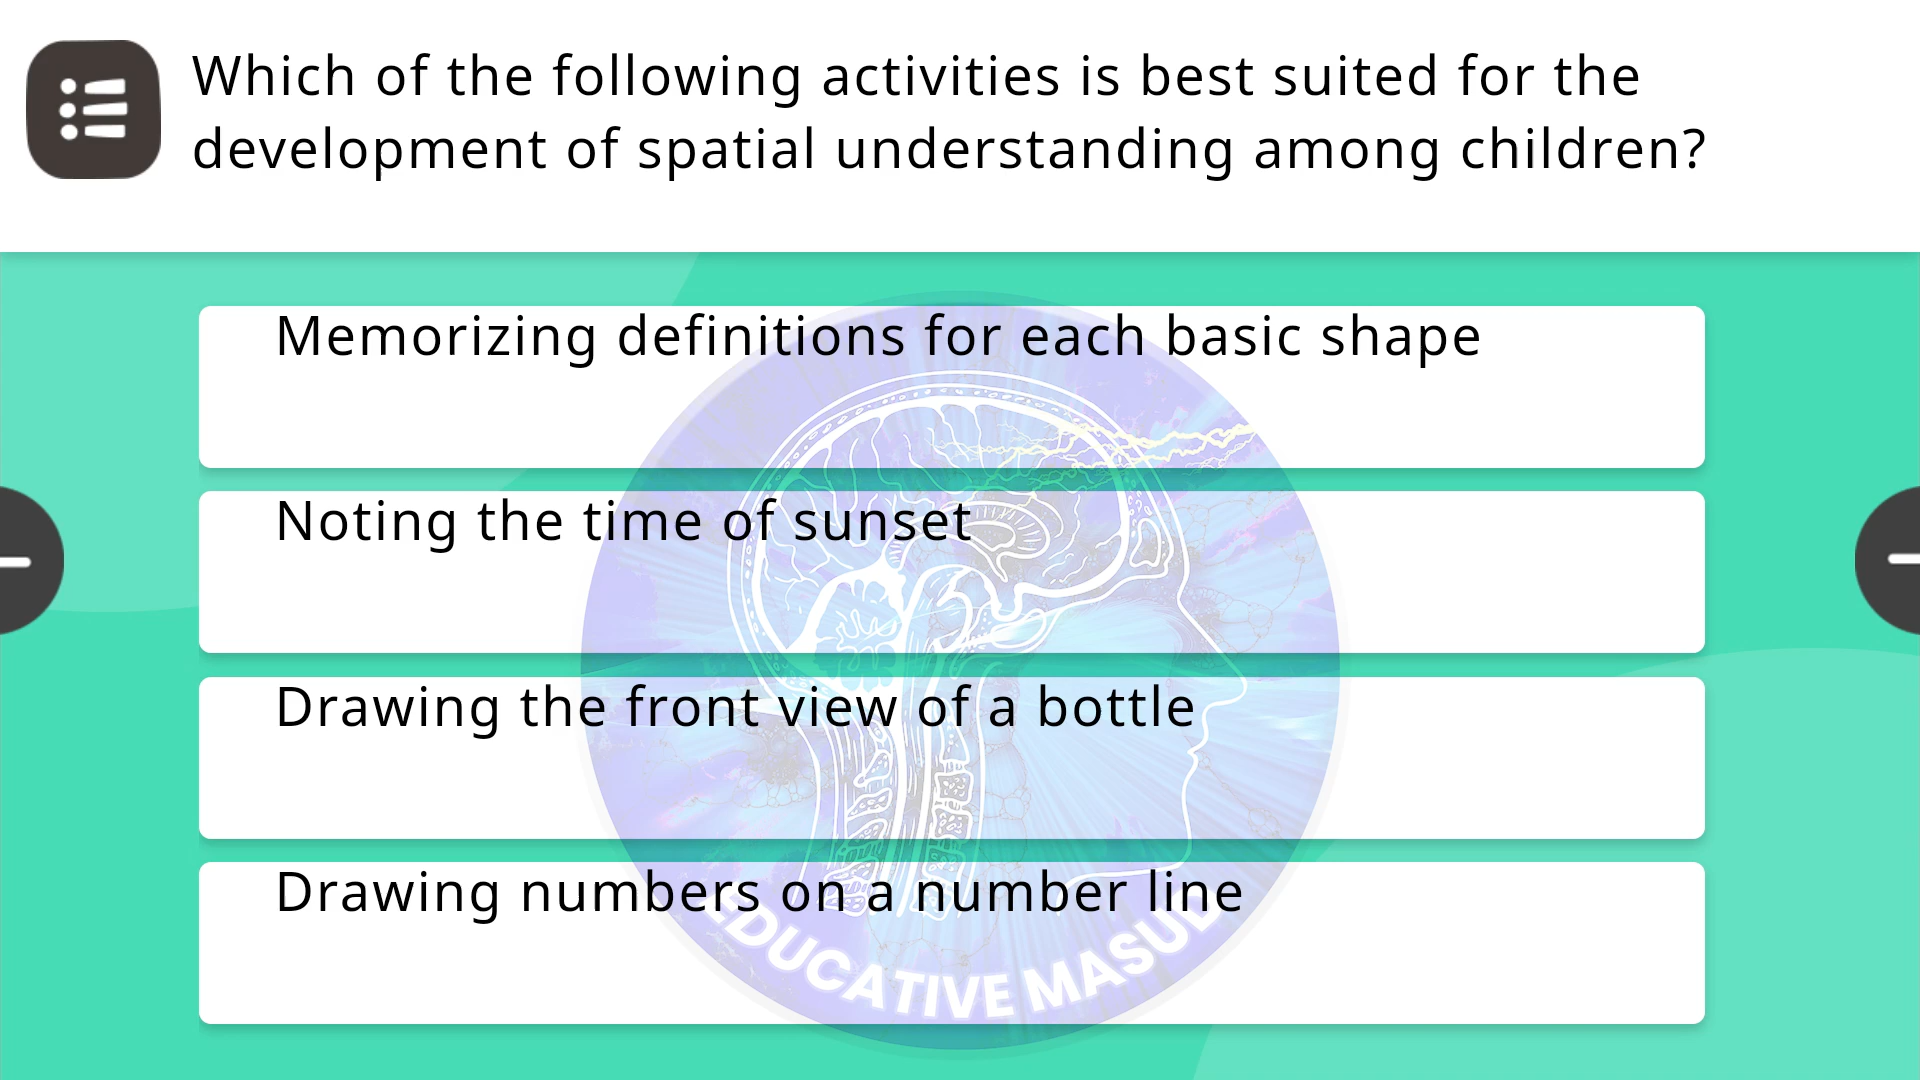 Which of the following activities is best suited for the
development of spatial understanding among children?
Memorizing definitions for each basic shape
Noting the time of sunset
Drawing the front view of a bottle
Drawing numbers on a number line
EDUCATIVE MASUD